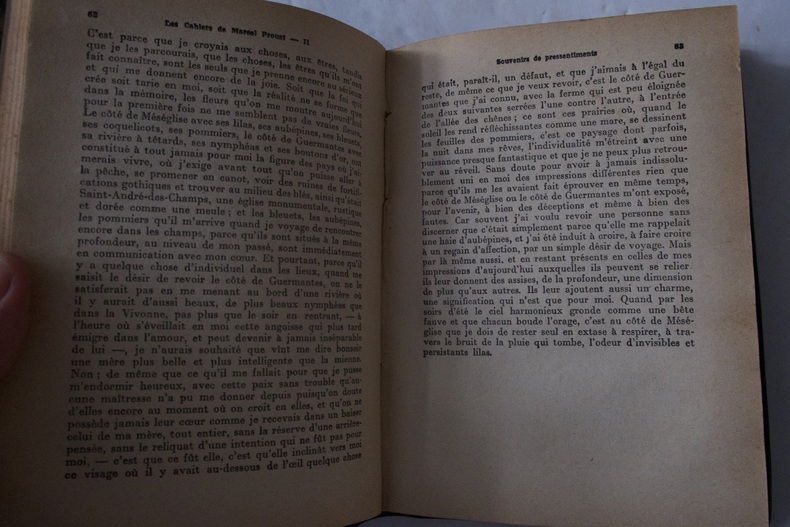 62
Les Cahiers de Marcel Proust — II
C'est parce que je croyais aux choses, aux êtres, tandis
que je les parcourais, que les choses, les êtres qu'ils m'ont
fait connaître, sont les seuls que je prenne encore au sérieux
et qui me donnent encore de la joie. Soit que la foi qui
crée soit tarie en moi, soit que la réalité ne se forme que
dans la mémoire, les fleurs qu'on me montre aujourd'hui
pour la première fois ne me semblent pas de vraies fleurs.
Le côté de Méséglise avec ses lilas, ses aubépines, ses bleuets,
ses coquelicots, ses pommiers, le côté de Guermantes avec
sa rivière à têtards, ses nymphéas et ses boutons d'or, ont
constitué à tout jamais pour moi la figure des pays où j'ai-
merais vivre, où j'exige avant tout qu'on puisse aller à
la pêche, se promener en canot, voir des ruines de fortifi-
cations gothiques et trouver au milieu des blés, ainsi qu'était
Saint-André-des-Champs, une église monumentale, rustique
et dorée comme une meule ; et les bleuets, les aubépines,
les pommiers qu'il m'arrive quand je voyage de rencontrer
encore dans les champs, parce qu'ils sont situés à la même
profondeur, au niveau de mon passé, sont immédiatement
en communication avec mon cœur. Et pourtant, parce qu'il
y a quelque chose d'individuel dans les lieux, quand me
saisit le désir de revoir le côté de Guermantes, on ne le
satisferait pas en me menant au bord d'une rivière où
il y aurait d'aussi beaux, de plus beaux nymphéas que
dans la Vivonne, pas plus que le soir en rentrant, — à
l'heure où s'éveillait en moi cette angoisse qui plus tard
émigre dans l'amour, et peut devenir à jamais inséparable
de lui —, je n'aurais souhaité que vînt me dire bonsoir
une mère plus belle et plus intelligente que la mienne.
Non ; de même que ce qu'il me fallait pour que je pusse
m'endormir heureux, avec cette paix sans trouble qu'au-
cune maîtresse n'a pu me donner depuis puisqu'on doute
d'elles encore au moment où on croit en elles, et qu'on ne
possède jamais leur cœur comme je recevais dans un baiser
celui de ma mère, tout entier, sans la réserve d'une arrière-
pensée, sans le reliquat d'une intention qui ne fût pas pour
moi, — c'est que ce fût elle, c'est qu'elle inclinât vers moi
ce visage où il y avait au-dessous de l'œil quelque chose
Souvenirs de pressentiments
63
qui était, paraît-il, un défaut, et que j'aimais à l'égal du
reste, de même ce que je veux revoir, c'est le côté de Guer-
mantes que j'ai connu, avec la ferme qui est peu éloignée
des deux suivantes serrées l'une contre l'autre, à l'entrée
de l'allée des chênes ; ce sont ces prairies où, quand le
soleil les rend réfléchissantes comme une mare, se dessinent
les feuilles des pommiers, c'est ce paysage dont parfois,
la nuit dans mes rêves, l'individualité m'étreint avec une
puissance presque fantastique et que je ne peux plus retrou-
ver au réveil. Sans doute pour avoir à jamais indissolu-
blement uni en moi des impressions différentes rien que
parce qu'ils me les avaient fait éprouver en même temps,
le côté de Méséglise ou le côté de Guermantes m'ont exposé,
pour l'avenir, à bien des déceptions et même à bien des
fautes. Car souvent j'ai voulu revoir une personne sans
discerner que c'était simplement parce qu'elle me rappelait
une haie d'aubépines, et j'ai été induit à croire, à faire croire
à un regain d'affection, par un simple désir de voyage. Mais
par là même aussi, et en restant présents en celles de mes
impressions d'aujourd'hui auxquelles ils peuvent se relier,
ils leur donnent des assises, de la profondeur, une dimension
de plus qu'aux autres. Ils leur ajoutent aussi un charme,
une signification qui n'est que pour moi. Quand par les
soirs d'été le ciel harmonieux gronde comme une bête
fauve et que chacun boude l'orage, c'est au côté de Mésé-
glise que je dois de rester seul en extase à respirer, à tra-
vers le bruit de la pluie qui tombe, l'odeur d'invisibles et
persistants lilas.